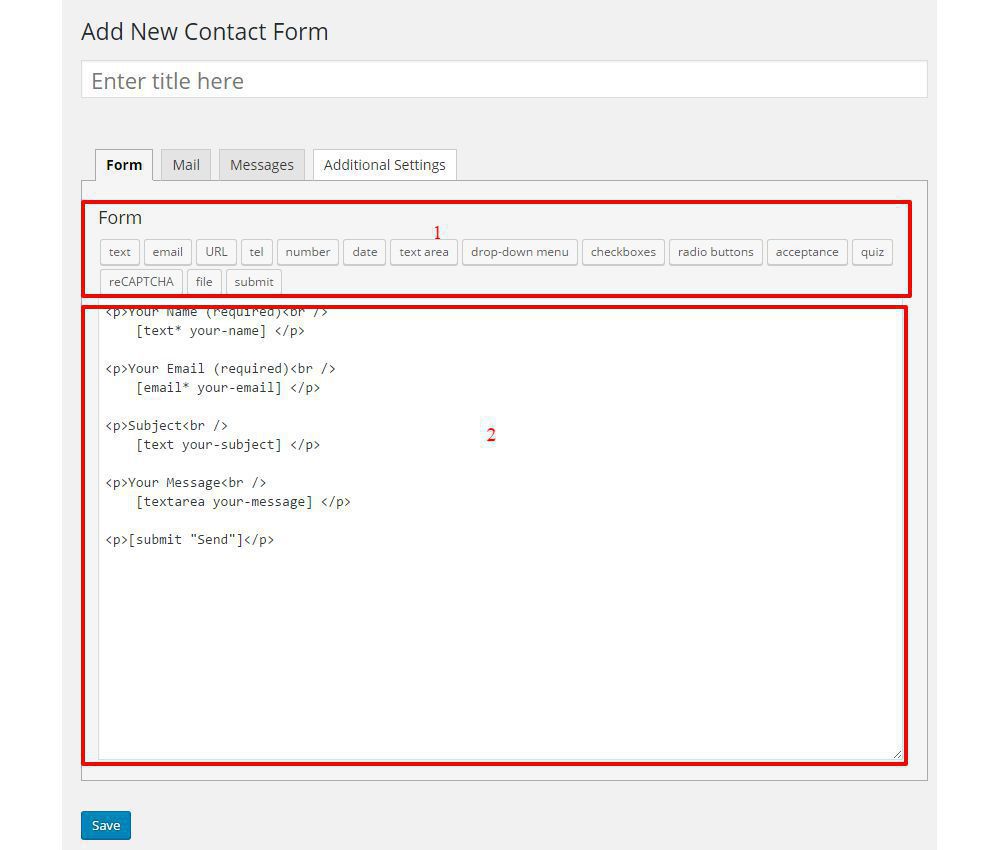 Add New Contact Form
Enter title here
Form Mail Messages Additional Settings
Form
1
text email URL tel number date text area drop-down menu checkboxes radio buttons acceptance quiz
reCAPTCHA file submit
<p>Your Name (required)<br />
[text* your-name] </p>
<p>Your Email (required)<br />
[email* your-email] </p>
<p>Subject<br />
2
[text your-subject] </p>
<p>Your Message<br />
[textarea your-message] </p>
<p>[submit "Send"]</p>
Save